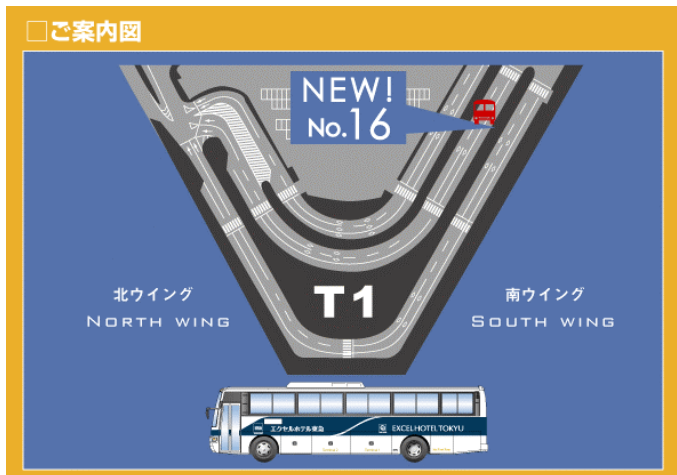 □ご案内図
NEW!
No.16
T1
北ウイング
NORTH WING
南ウイング
SOUTH WING
エクセルホテル東急
EXCEL HOTEL TOKYU